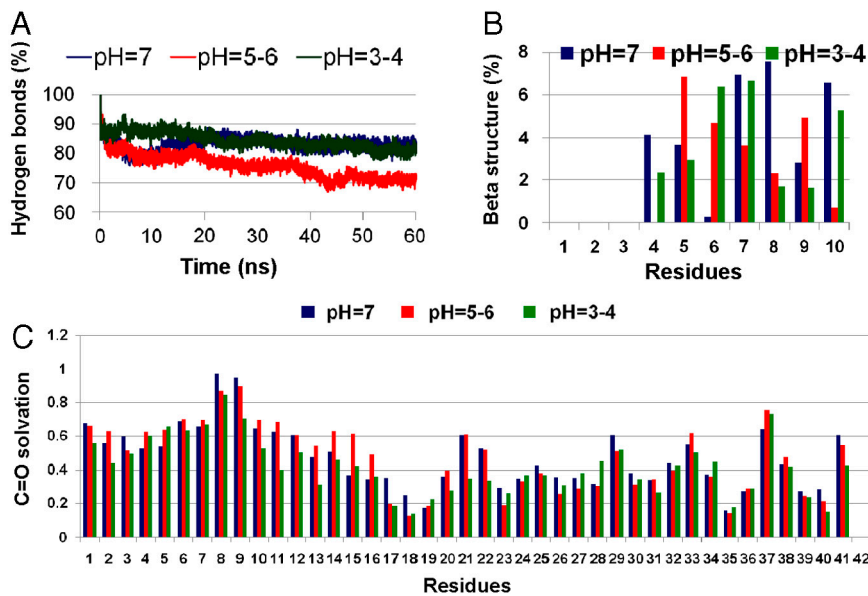 A
pH=7 pH=5-6 pH=3-4
Hydrogen bonds (%)
100
90
80
70
60
0 10 20 30 40 50 60
Time (ns)
B
pH=7 pH=5-6 pH=3-4
Beta structure (%)
8
6
4
2
0
1 2 3 4 5 6 7 8 9 10
Residues
pH=7 pH=5-6 pH=3-4
C
C=O solvation
1.2
1
0.8
0.6
0.4
0.2
0
1 2 3 4 5 6 7 8 9 10 11 12 13 14 15 16 17 18 19 20 21 22 23 24 25 26 27 28 29 30 31 32 33 34 35 36 37 38 39 40 41 42
Residues